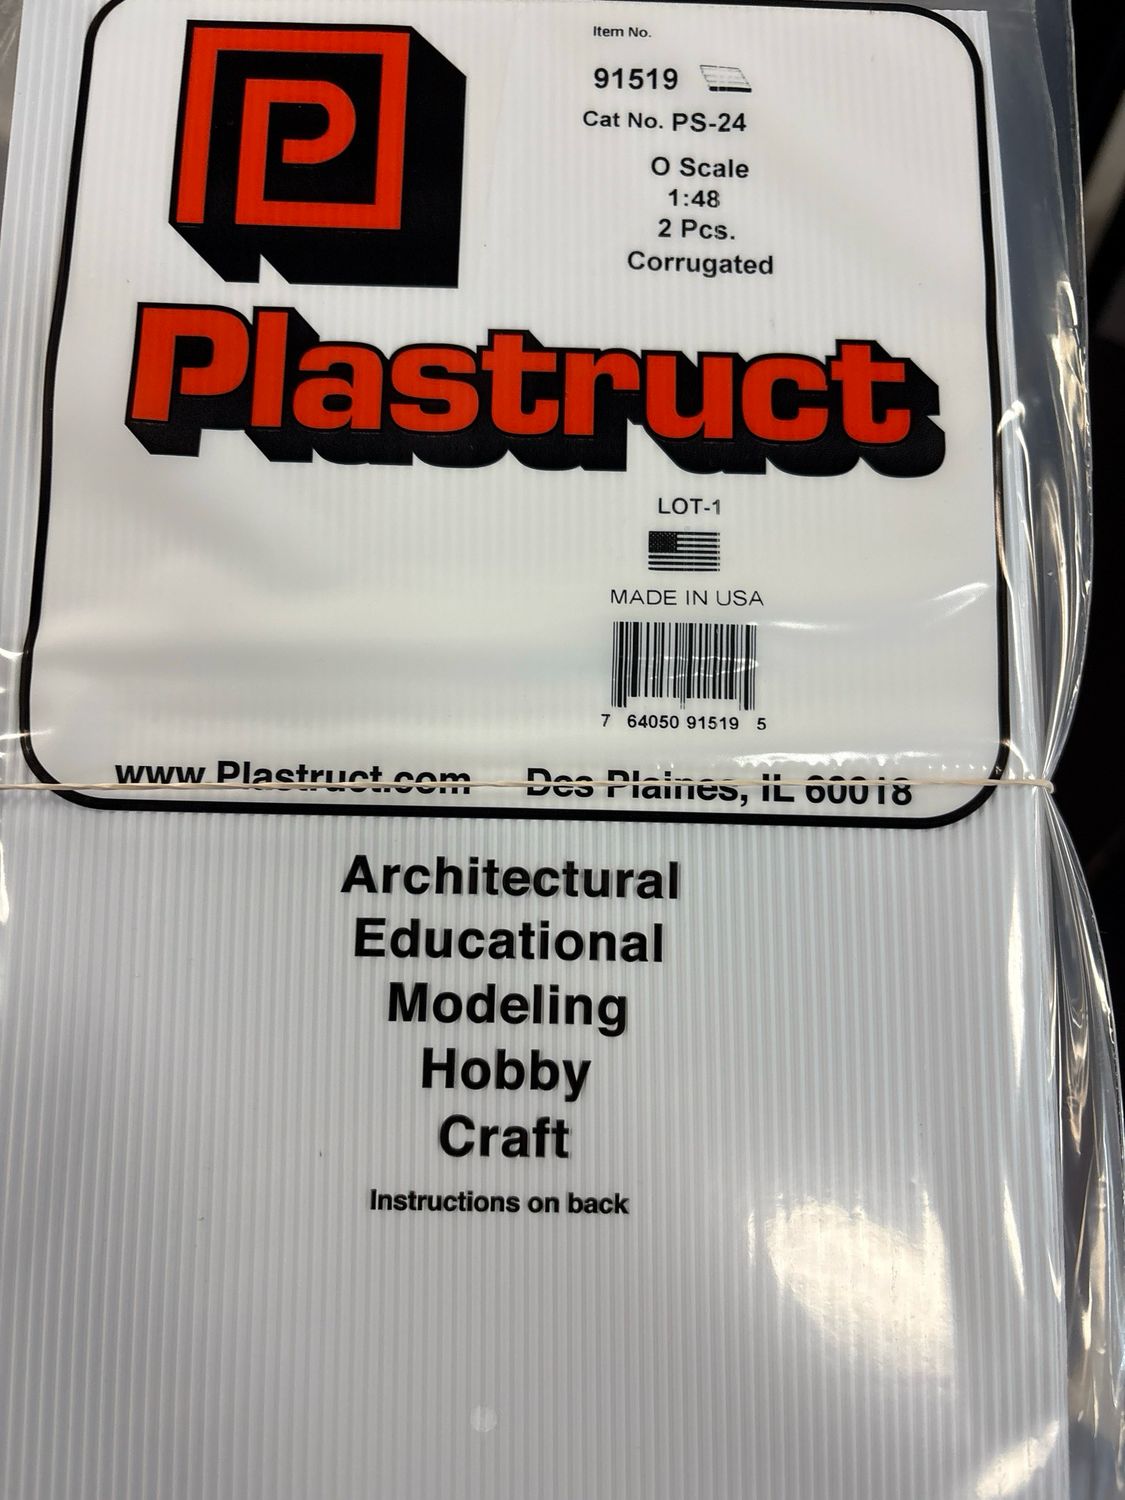 P
Item No.
91519
Cat No. PS-24
O Scale
1:48
2 Pcs.
Corrugated
Plastruct
LOT-1
MADE IN USA
7 64050 91519 5
www.Plastruct.com Des Plaines, IL 60018
Architectural
Educational
Modeling
Hobby
Craft
Instructions on back